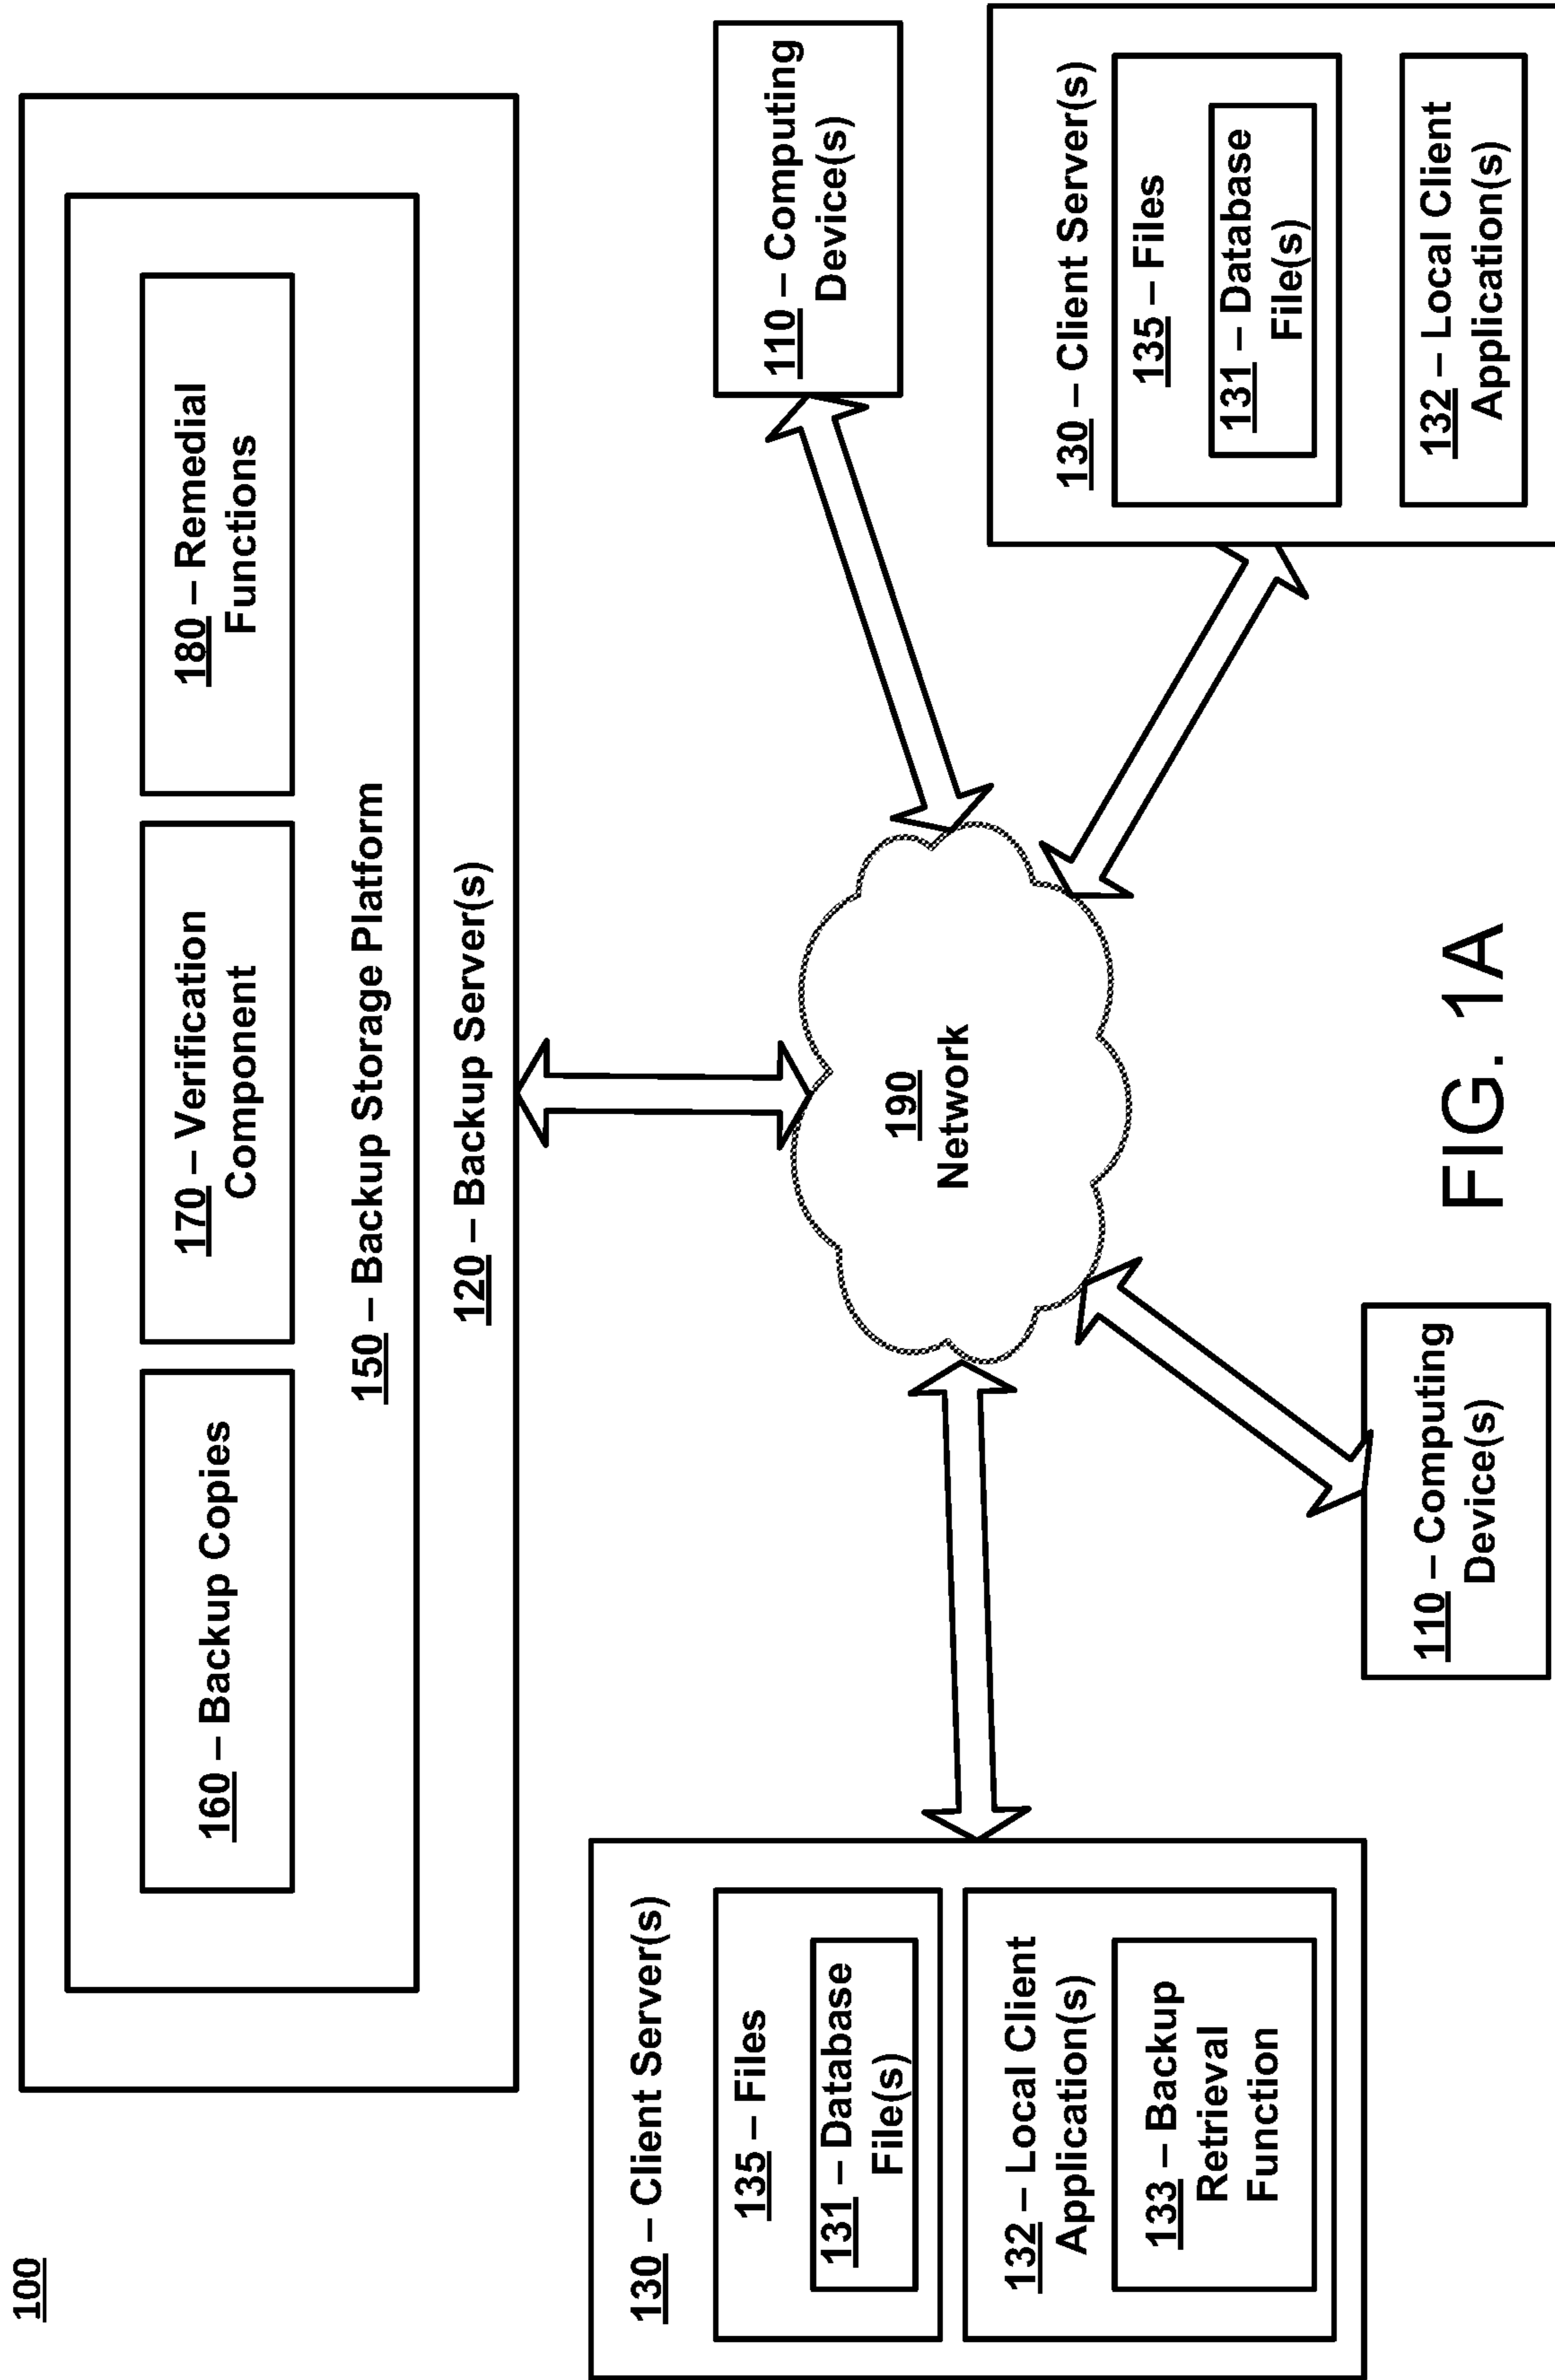 100
160 – Backup Copies
170 – Verification
Component
180 – Remedial
Functions
150 – Backup Storage Platform
120 – Backup Server(s)
130 – Client Server(s)
135 – Files
131 – Database
File(s)
132 – Local Client
Application(s)
133 – Backup
Retrieval
Function
190
Network
110 – Computing
Device(s)
130 – Client Server(s)
135 – Files
131 – Database
File(s)
132 – Local Client
Application(s)
110 – Computing
Device(s)
FIG. 1A